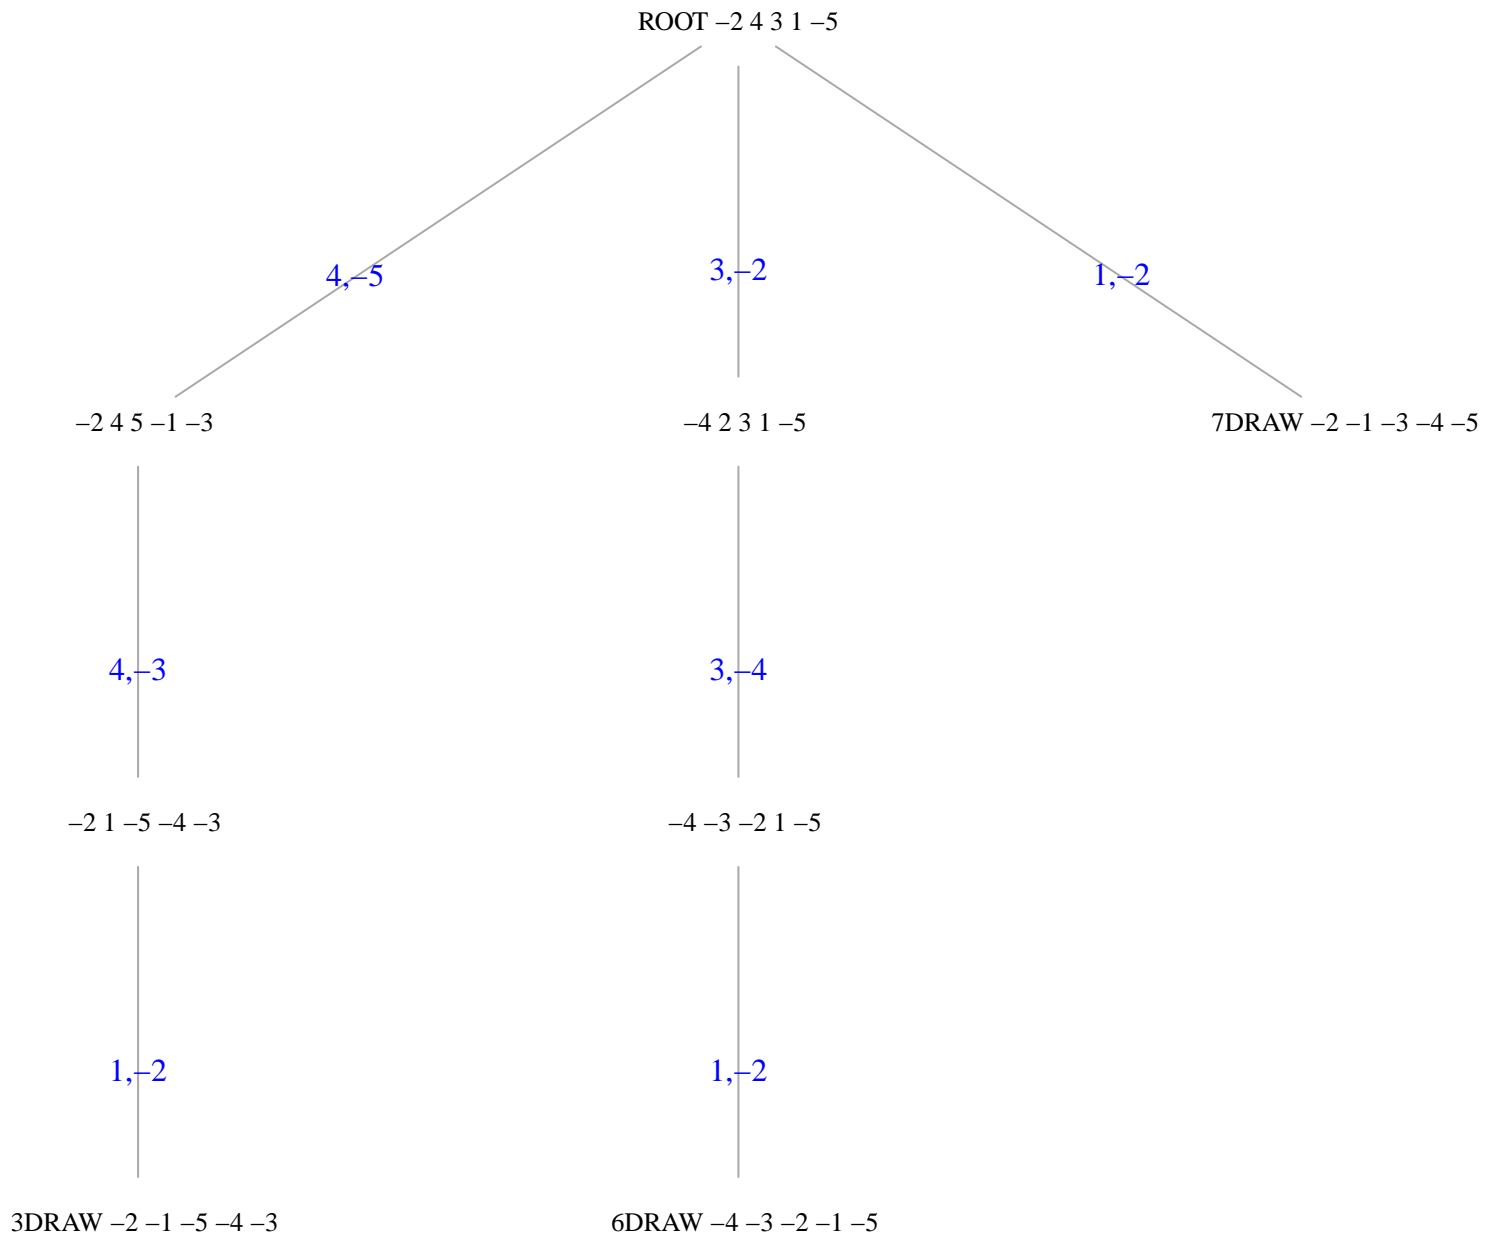 ROOT –2 4 3 1 –5
4,–5
3,–2
1,–2
–2 4 5 –1 –3
–4 2 3 1 –5
7DRAW –2 –1 –3 –4 –5
4,–3
3,–4
–2 1 –5 –4 –3
–4 –3 –2 1 –5
1,–2
1,–2
3DRAW –2 –1 –5 –4 –3
6DRAW –4 –3 –2 –1 –5